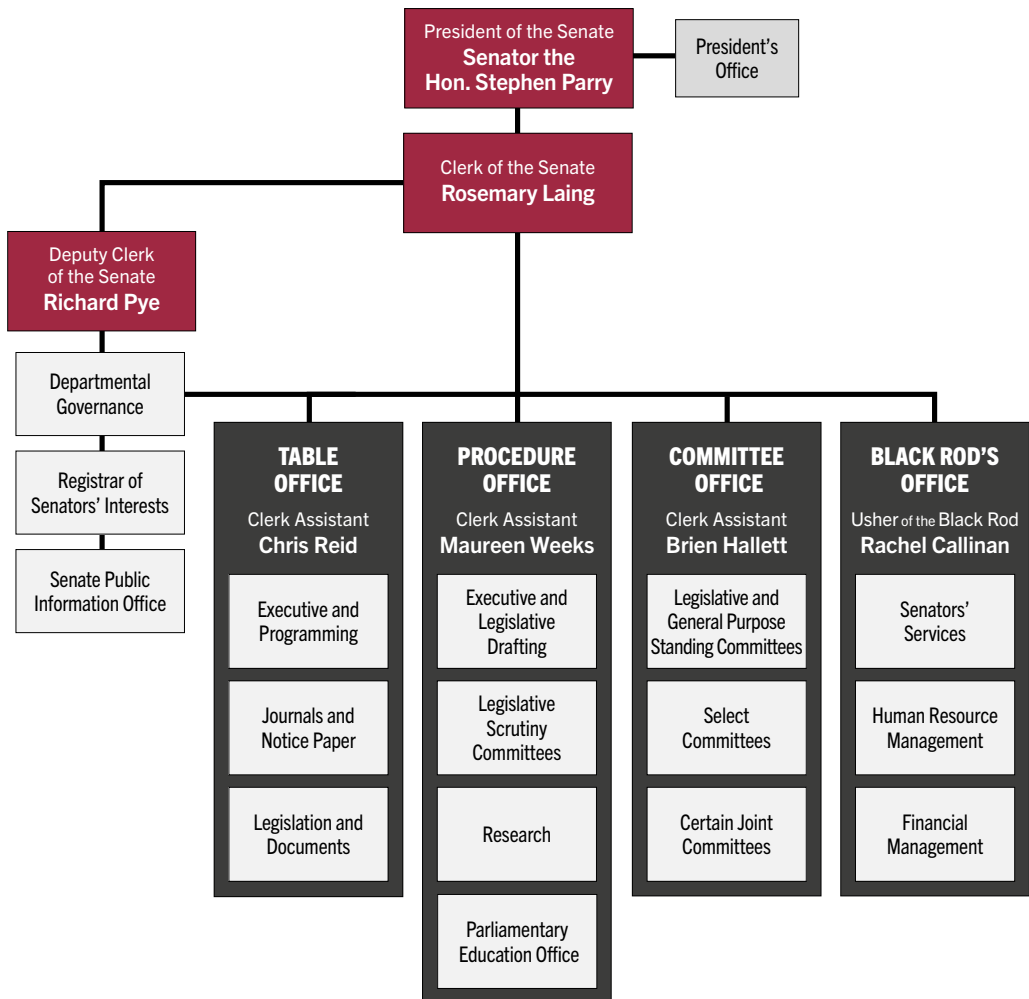 President of the Senate
Senator the
Hon. Stephen Parry
President’s
Office
Clerk of the Senate
Rosemary Laing
Deputy Clerk
of the Senate
Richard Pye
Departmental
Governance
Registrar of
Senators’ Interests
Senate Public
Information Office
TABLE
OFFICE
Clerk Assistant
Chris Reid
Executive and
Programming
Journals and
Notice Paper
Legislation and
Documents
PROCEDURE
OFFICE
Clerk Assistant
Maureen Weeks
Executive and
Legislative
Drafting
Legislative
Scrutiny
Committees
Research
Parliamentary
Education Office
COMMITTEE
OFFICE
Clerk Assistant
Brien Hallett
Legislative and
General Purpose
Standing Committees
Select
Committees
Certain Joint
Committees
BLACK ROD’S
OFFICE
Usher of the Black Rod
Rachel Callinan
Senators’
Services
Human Resource
Management
Financial
Management